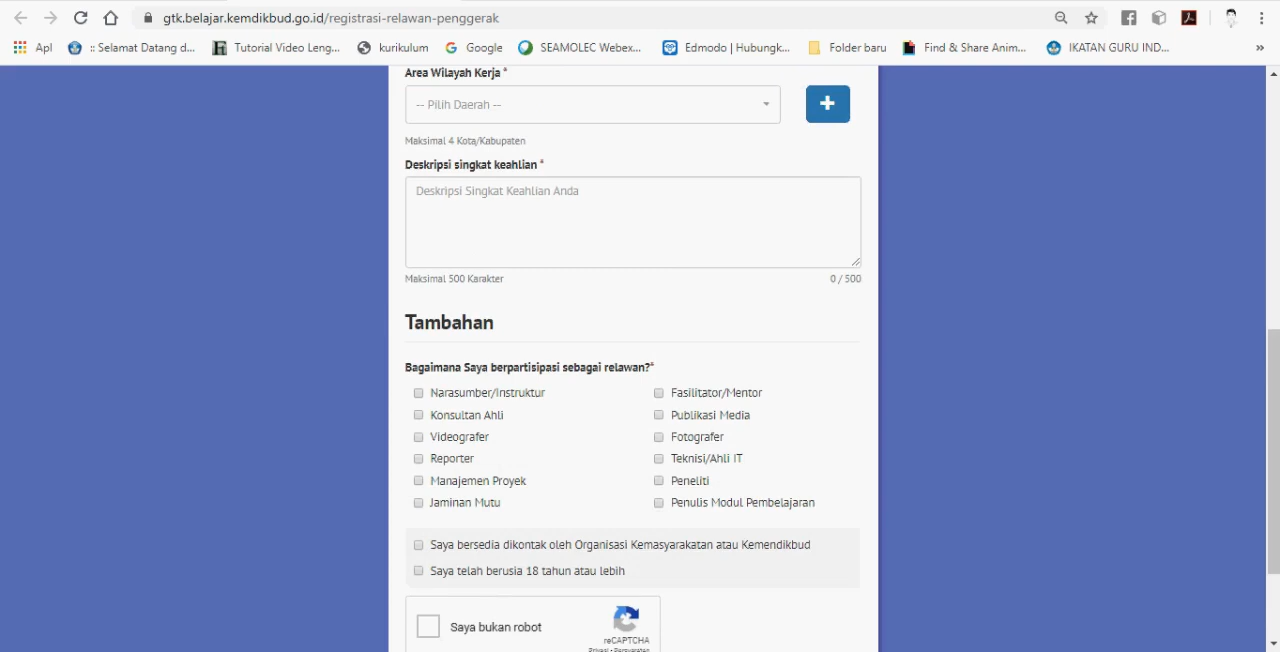 gtk.belajar.kemdikbud.go.id/registrasi-relawan-penggerak
Apl :: Selamat Datang d... Tutorial Video Leng... kurikulum Google SEAMOLEC Webex... Edmodo | Hubungk... Folder baru Find & Share Anim... IKATAN GURU IND... »
Area Wilayah Kerja *
-- Pilih Daerah --
Maksimal 4 Kota/Kabupaten
Deskripsi singkat keahlian *
Deskripsi Singkat Keahlian Anda
Maksimal 500 Karakter 0 / 500
Tambahan
Bagaimana Saya berpartisipasi sebagai relawan?*
Narasumber/Instruktur Fasilitator/Mentor
Konsultan Ahli Publikasi Media
Videografer Fotografer
Reporter Teknisi/Ahli IT
Manajemen Proyek Peneliti
Jaminan Mutu Penulis Modul Pembelajaran
Saya bersedia dikontak oleh Organisasi Kemasyarakatan atau Kemendikbud
Saya telah berusia 18 tahun atau lebih
Saya bukan robot
reCAPTCHA
Privasi - Persyaratan